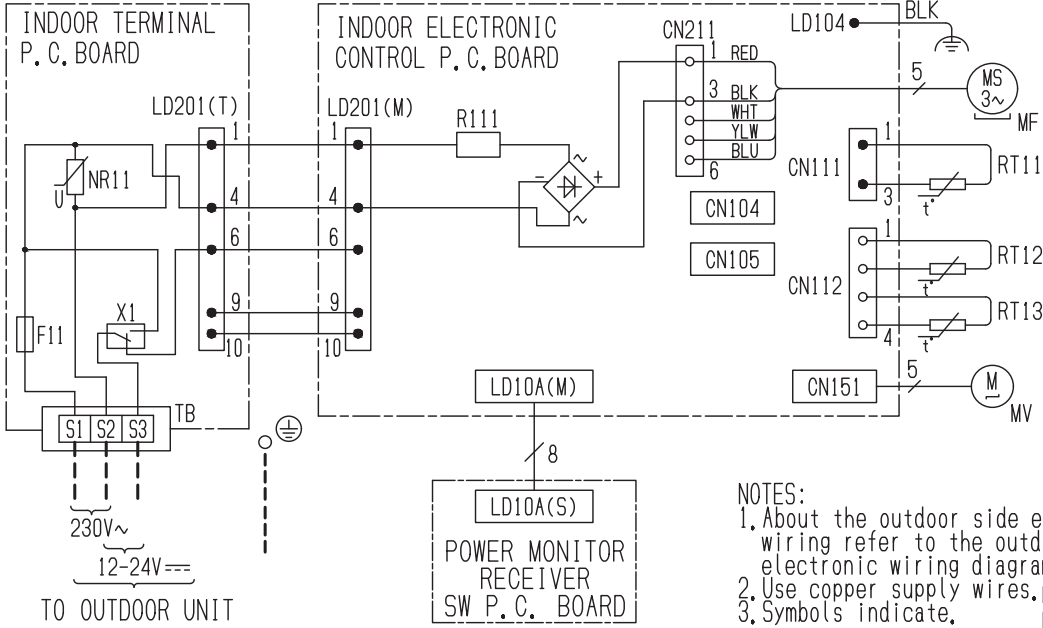 INDOOR TERMINAL
P.C.BOARD
INDOOR ELECTRONIC
CONTROL P.C.BOARD
CN211
LD104
BLK
1
RED
3
BLK
WHT
YLW
BLU
6
5
MS
3~
MF
LD201(T)
LD201(M)
R111
1
1
4
4
6
6
9
9
10
10
NR11
U
~
-
+
~
CN111
1
3
RT11
t°
CN104
CN105
CN112
1
4
RT12
t°
RT13
t°
X1
F11
LD10A(M)
CN151
5
M
~
MV
S1 S2 S3
TB
8
230V~
12-24V
TO OUTDOOR UNIT
LD10A(S)
POWER MONITOR
RECEIVER
SW P.C. BOARD
NOTES:
1.About the outdoor side e
wiring refer to the outd
electronic wiring diagra
2.Use copper supply wires.
3.Symbols indicate.